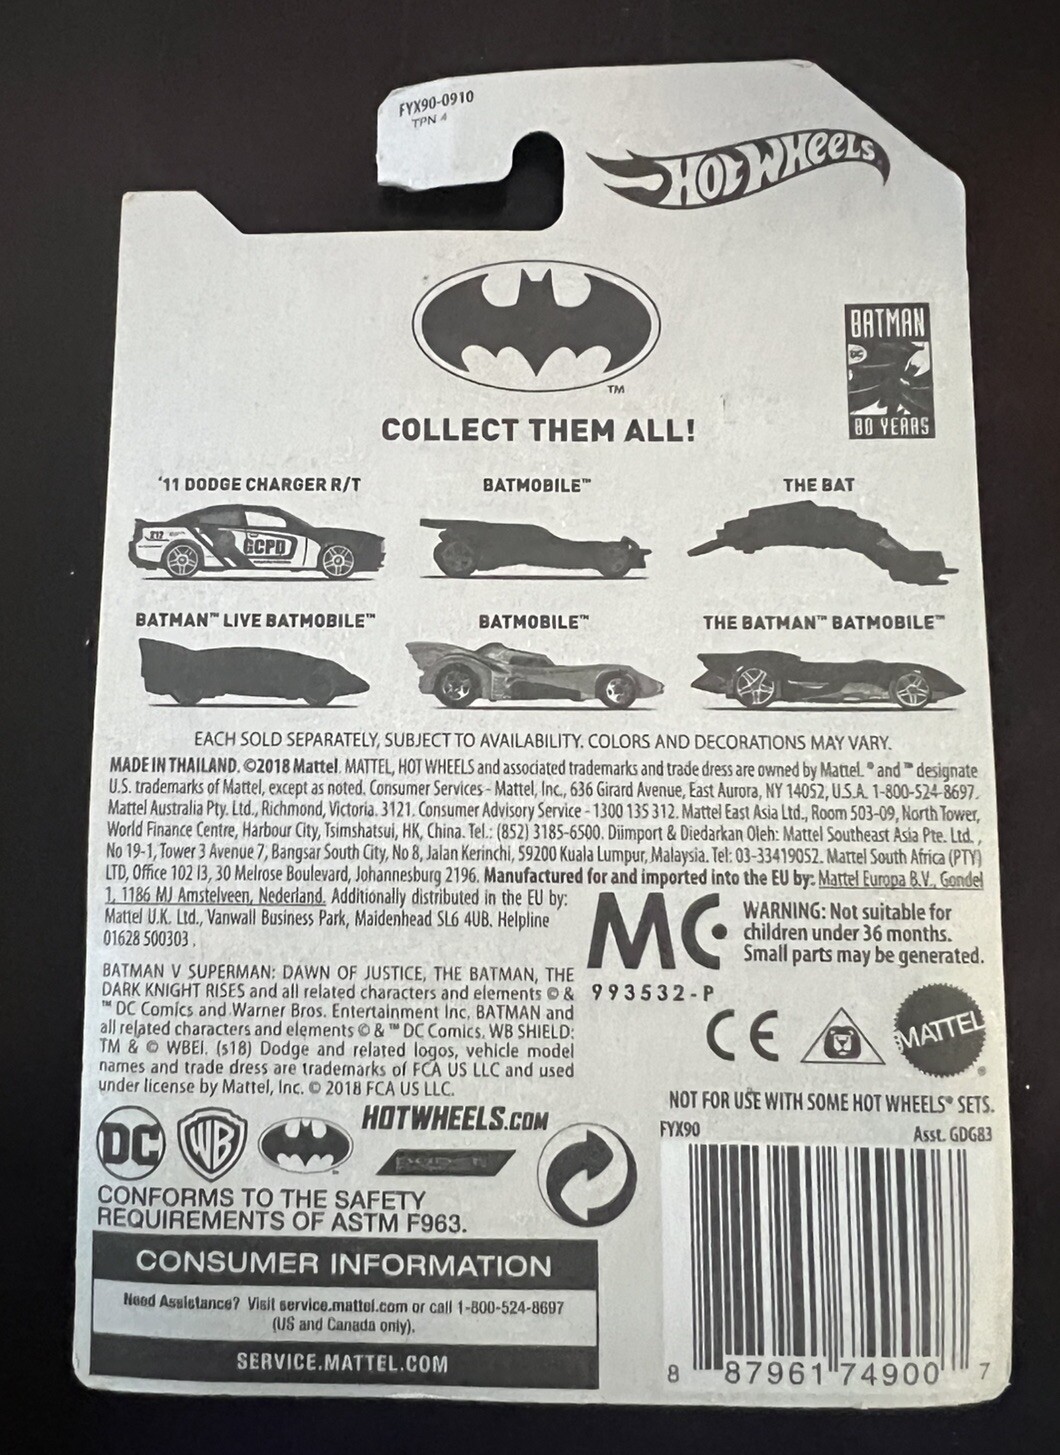 FYX90-0910
TPN 4
HOT WHEELS
TM
BATMAN
DC
80 YEARS
COLLECT THEM ALL!
'11 DODGE CHARGER R/T
BATMOBILE™
THE BAT
212
GCPD
BATMAN™ LIVE BATMOBILE™
BATMOBILE™
THE BATMAN™ BATMOBILE™
EACH SOLD SEPARATELY, SUBJECT TO AVAILABILITY. COLORS AND DECORATIONS MAY VARY.
MADE IN THAILAND. ©2018 Mattel. MATTEL, HOT WHEELS and associated trademarks and trade dress are owned by Mattel. ® and ™ designate
U.S. trademarks of Mattel, except as noted. Consumer Services - Mattel, Inc., 636 Girard Avenue, East Aurora, NY 14052, U.S.A. 1-800-524-8697.
Mattel Australia Pty. Ltd., Richmond, Victoria. 3121. Consumer Advisory Service - 1300 135 312. Mattel East Asia Ltd., Room 503-09, North Tower,
World Finance Centre, Harbour City, Tsimshatsui, HK, China. Tel.: (852) 3185-6500. Diimport & Diedarkan Oleh: Mattel Southeast Asia Pte. Ltd.,
No 19-1, Tower 3 Avenue 7, Bangsar South City, No 8, Jalan Kerinchi, 59200 Kuala Lumpur, Malaysia. Tel: 03-33419052. Mattel South Africa (PTY)
LTD, Office 102 I3, 30 Melrose Boulevard, Johannesburg 2196. Manufactured for and imported into the EU by: Mattel Europa B.V., Gondel
1, 1186 MJ Amstelveen, Nederland. Additionally distributed in the EU by:
Mattel U.K. Ltd., Vanwall Business Park, Maidenhead SL6 4UB. Helpline
01628 500303.
MC
993532-P
WARNING: Not suitable for
children under 36 months.
Small parts may be generated.
BATMAN V SUPERMAN: DAWN OF JUSTICE, THE BATMAN, THE
DARK KNIGHT RISES and all related characters and elements © &
™ DC Comics and Warner Bros. Entertainment Inc. BATMAN and
all related characters and elements © & ™ DC Comics. WB SHIELD:
TM & © WBEI. (s18) Dodge and related logos, vehicle model
names and trade dress are trademarks of FCA US LLC and used
under license by Mattel, Inc. © 2018 FCA US LLC.
CE
MATTEL
NOT FOR USE WITH SOME HOT WHEELS® SETS.
FYX90
Asst. GDG83
DC
WB
HOTWHEELS.COM
DODGE
CONFORMS TO THE SAFETY
REQUIREMENTS OF ASTM F963.
CONSUMER INFORMATION
Need Assistance? Visit service.mattel.com or call 1-800-524-8697
(US and Canada only).
SERVICE.MATTEL.COM
8 87961 74900 7